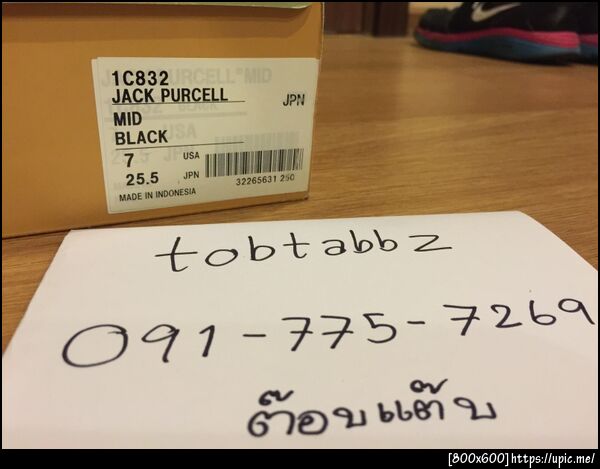 1C832
JACK PURCELL
JPN
MID
BLACK
7 USA
25.5 JPN
32265631 250
MADE IN INDONESIA
tobtabbz
091-775-7269
ต๊อบแต๊บ
[800x600]https://upic.me/